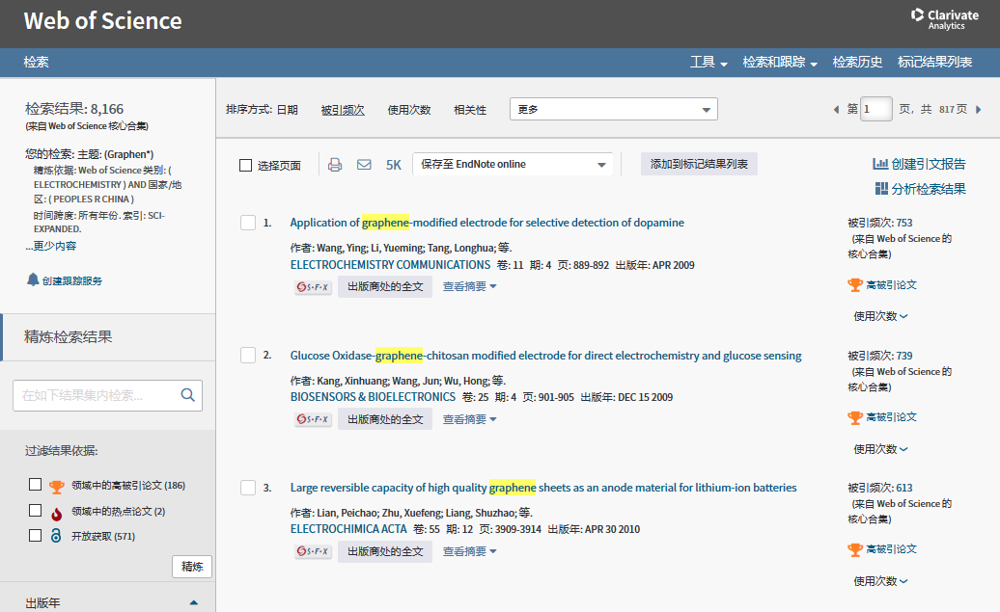 Web of Science
Clarivate
Analytics
检索
工具 检索和跟踪 检索历史 标记结果列表
检索结果: 8,166
(来自 Web of Science 核心合集)
您的检索: 主题: (Graphen*)
精炼依据: Web of Science 类别: (
ELECTROCHEMISTRY ) AND 国家/地
区: ( PEOPLES R CHINA )
时间跨度: 所有年份. 索引: SCI-
EXPANDED.
...更少内容
创建跟踪服务
精炼检索结果
在如下结果集内检索...
过滤结果依据:
领域中的高被引论文 (186)
领域中的热点论文 (2)
开放获取 (571)
精炼
出版年
排序方式: 日期 被引频次 使用次数 相关性 更多
第 1 页, 共 817 页
选择页面 5K 保存至 EndNote online 添加到标记结果列表
创建引文报告
分析检索结果
1. Application of graphene-modified electrode for selective detection of dopamine
作者: Wang, Ying; Li, Yueming; Tang, Longhua; 等.
ELECTROCHEMISTRY COMMUNICATIONS 卷: 11 期: 4 页: 889-892 出版年: APR 2009
S·F·X 出版商处的全文 查看摘要
被引频次: 753
(来自 Web of Science 的
核心合集)
高被引论文
使用次数
2. Glucose Oxidase-graphene-chitosan modified electrode for direct electrochemistry and glucose sensing
作者: Kang, Xinhuang; Wang, Jun; Wu, Hong; 等.
BIOSENSORS & BIOELECTRONICS 卷: 25 期: 4 页: 901-905 出版年: DEC 15 2009
S·F·X 出版商处的全文 查看摘要
被引频次: 739
(来自 Web of Science 的
核心合集)
高被引论文
使用次数
3. Large reversible capacity of high quality graphene sheets as an anode material for lithium-ion batteries
作者: Lian, Peichao; Zhu, Xuefeng; Liang, Shuzhao; 等.
ELECTROCHIMICA ACTA 卷: 55 期: 12 页: 3909-3914 出版年: APR 30 2010
S·F·X 出版商处的全文 查看摘要
被引频次: 613
(来自 Web of Science 的
核心合集)
高被引论文
使用次数